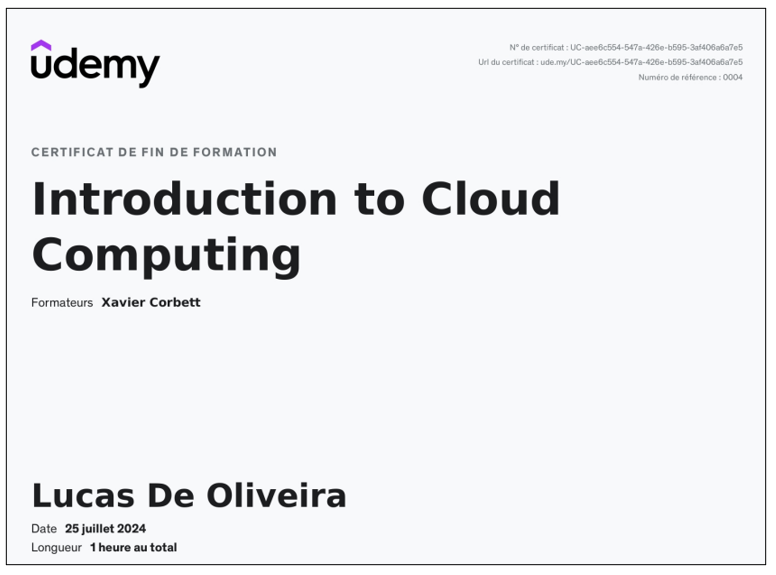 udemy
N° de certificat : UC-aee6c554-547a-426e-b595-3af406a6a7e5
Url du certificat : ude.my/UC-aee6c554-547a-426e-b595-3af406a6a7e5
Numéro de référence : 0004
CERTIFICAT DE FIN DE FORMATION
Introduction to Cloud
Computing
Formateurs Xavier Corbett
Lucas De Oliveira
Date 25 juillet 2024
Longueur 1 heure au total